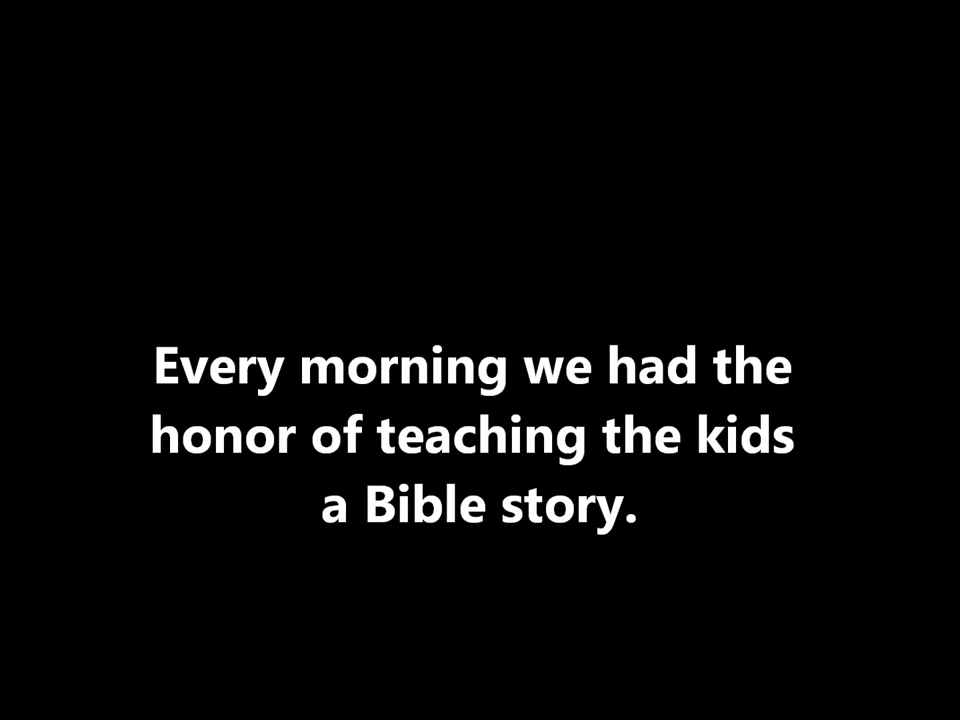 Every morning we had the
honor of teaching the kids
a Bible story.